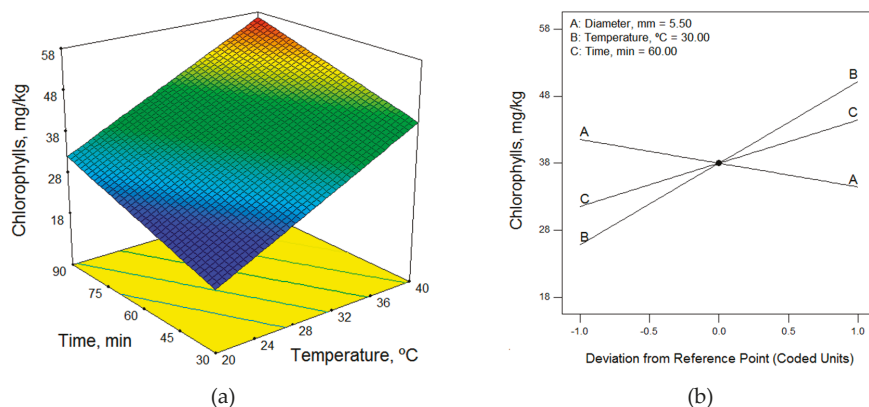 Chlorophylls, mg/kg
58
48
38
28
18
90
75
60
45
30
Time, min
20
24
28
32
36
40
Temperature, ºC
(a)
A: Diameter, mm = 5.50
B: Temperature, ºC = 30.00
C: Time, min = 60.00
Chlorophylls, mg/kg
58
48
38
28
18
A
C
B
B
C
A
-1.0
-0.5
0.0
0.5
1.0
Deviation from Reference Point (Coded Units)
(b)